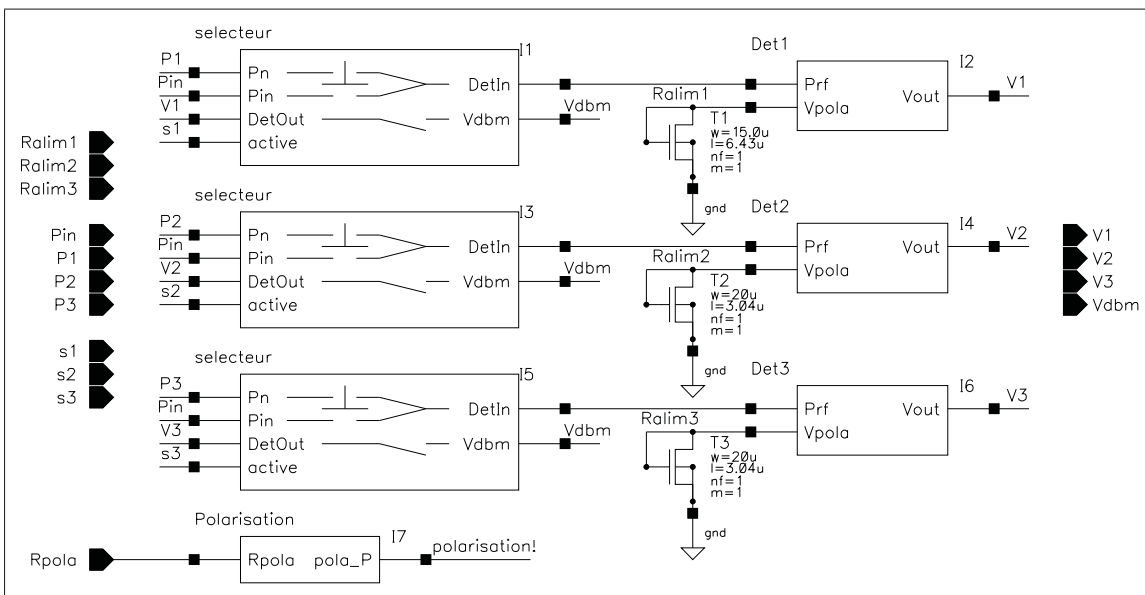 selecteur
I1
P1
Pin
V1
s1
Pn
Pin
DetOut
active
DetIn
Vdbm
Vdbm
Ralim1
T1
w=15.0u
l=6.43u
nf=1
m=1
gnd
Det1
I2
Prf
Vpola
Vout
V1
Ralim1
Ralim2
Ralim3
selecteur
I3
P2
Pin
V2
s2
Pn
Pin
DetOut
active
DetIn
Vdbm
Vdbm
Ralim2
T2
w=20u
l=3.04u
nf=1
m=1
gnd
Det2
I4
Prf
Vpola
Vout
V2
Pin
P1
P2
P3
V1
V2
V3
Vdbm
s1
s2
s3
selecteur
I5
P3
Pin
V3
s3
Pn
Pin
DetOut
active
DetIn
Vdbm
Vdbm
Ralim3
T3
w=20u
l=3.04u
nf=1
m=1
gnd
Det3
I6
Prf
Vpola
Vout
V3
Polarisation
I7
Rpola
Rpola
pola_P
polarisation!